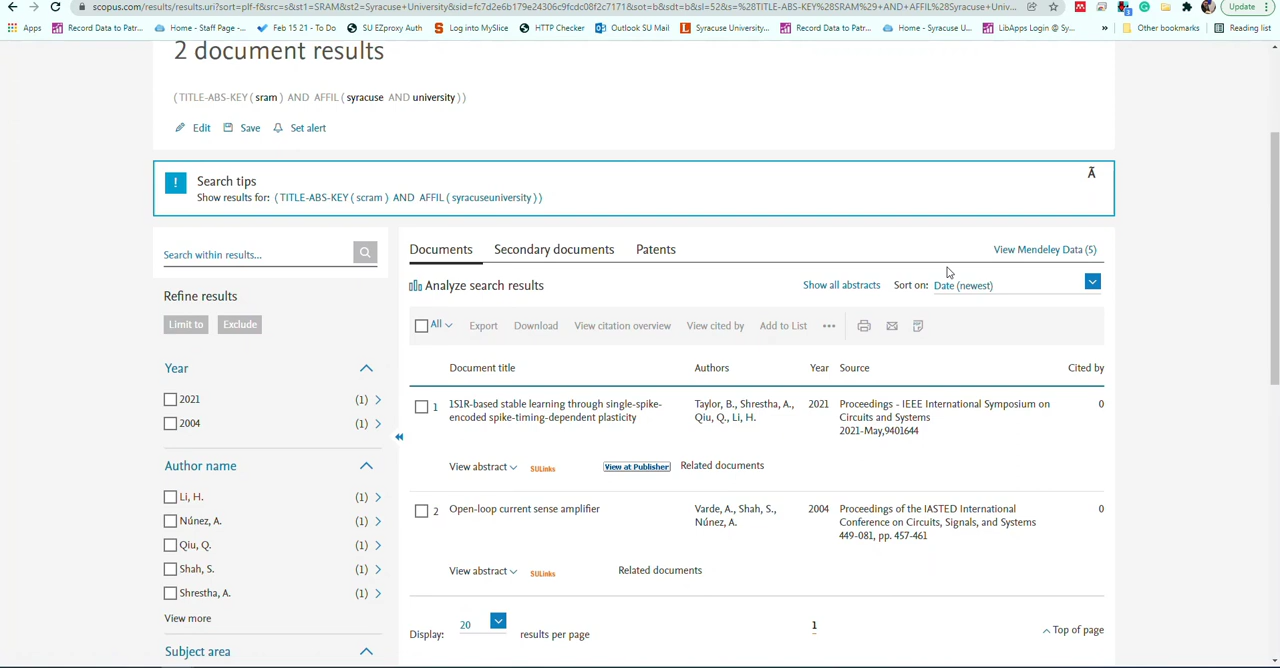 scopus.com/results/results.uri?sort=plf-f&src=s&st1=SRAM&st2=Syracuse+University&sid=fc7d2e6b179e24306c9fcdc08f2c7171&sot=b&sdt=b&sl=52&s=%28TITLE-ABS-KEY%28SRAM%29+AND+AFFIL%28Syracuse+Univ...
Update
Apps Record Data to Par... Home - Staff Page -... Feb 15 21 - To Do SU EZproxy Auth Log into MySlice HTTP Checker Outlook SU Mail Syracuse University... Record Data to Patr... Home - Syracuse U... LibApps Login @ Sy... » Other bookmarks Reading list
2 document results
(TITLE-ABS-KEY(sram) AND AFFIL(syracuse AND university))
Edit Save Set alert
! Search tips Ã
Show results for: (TITLE-ABS-KEY(scram) AND AFFIL(syracuseuniversity))
Search within results...
Documents Secondary documents Patents View Mendeley Data (5)
Refine results
Limit to Exclude
Analyze search results Show all abstracts Sort on: Date (newest)
All Export Download View citation overview View cited by Add to List •••
Year
2021 (1)
2004 (1)
Author name
Li, H. (1)
Núnez, A. (1)
Qiu, Q. (1)
Shah, S. (1)
Shrestha, A. (1)
View more
Subject area
Document title Authors Year Source Cited by
1 1S1R-based stable learning through single-spike- Taylor, B., Shrestha, A., 2021 Proceedings - IEEE International Symposium on 0
encoded spike-timing-dependent plasticity Qiu, Q., Li, H. Circuits and Systems
2021-May,9401644
View abstract SULinks View at Publisher Related documents
2 Open-loop current sense amplifier Varde, A., Shah, S., 2004 Proceedings of the IASTED International 0
Núnez, A. Conference on Circuits, Signals, and Systems
449-081, pp. 457-461
View abstract SULinks Related documents
Display: 20 results per page 1 Top of page